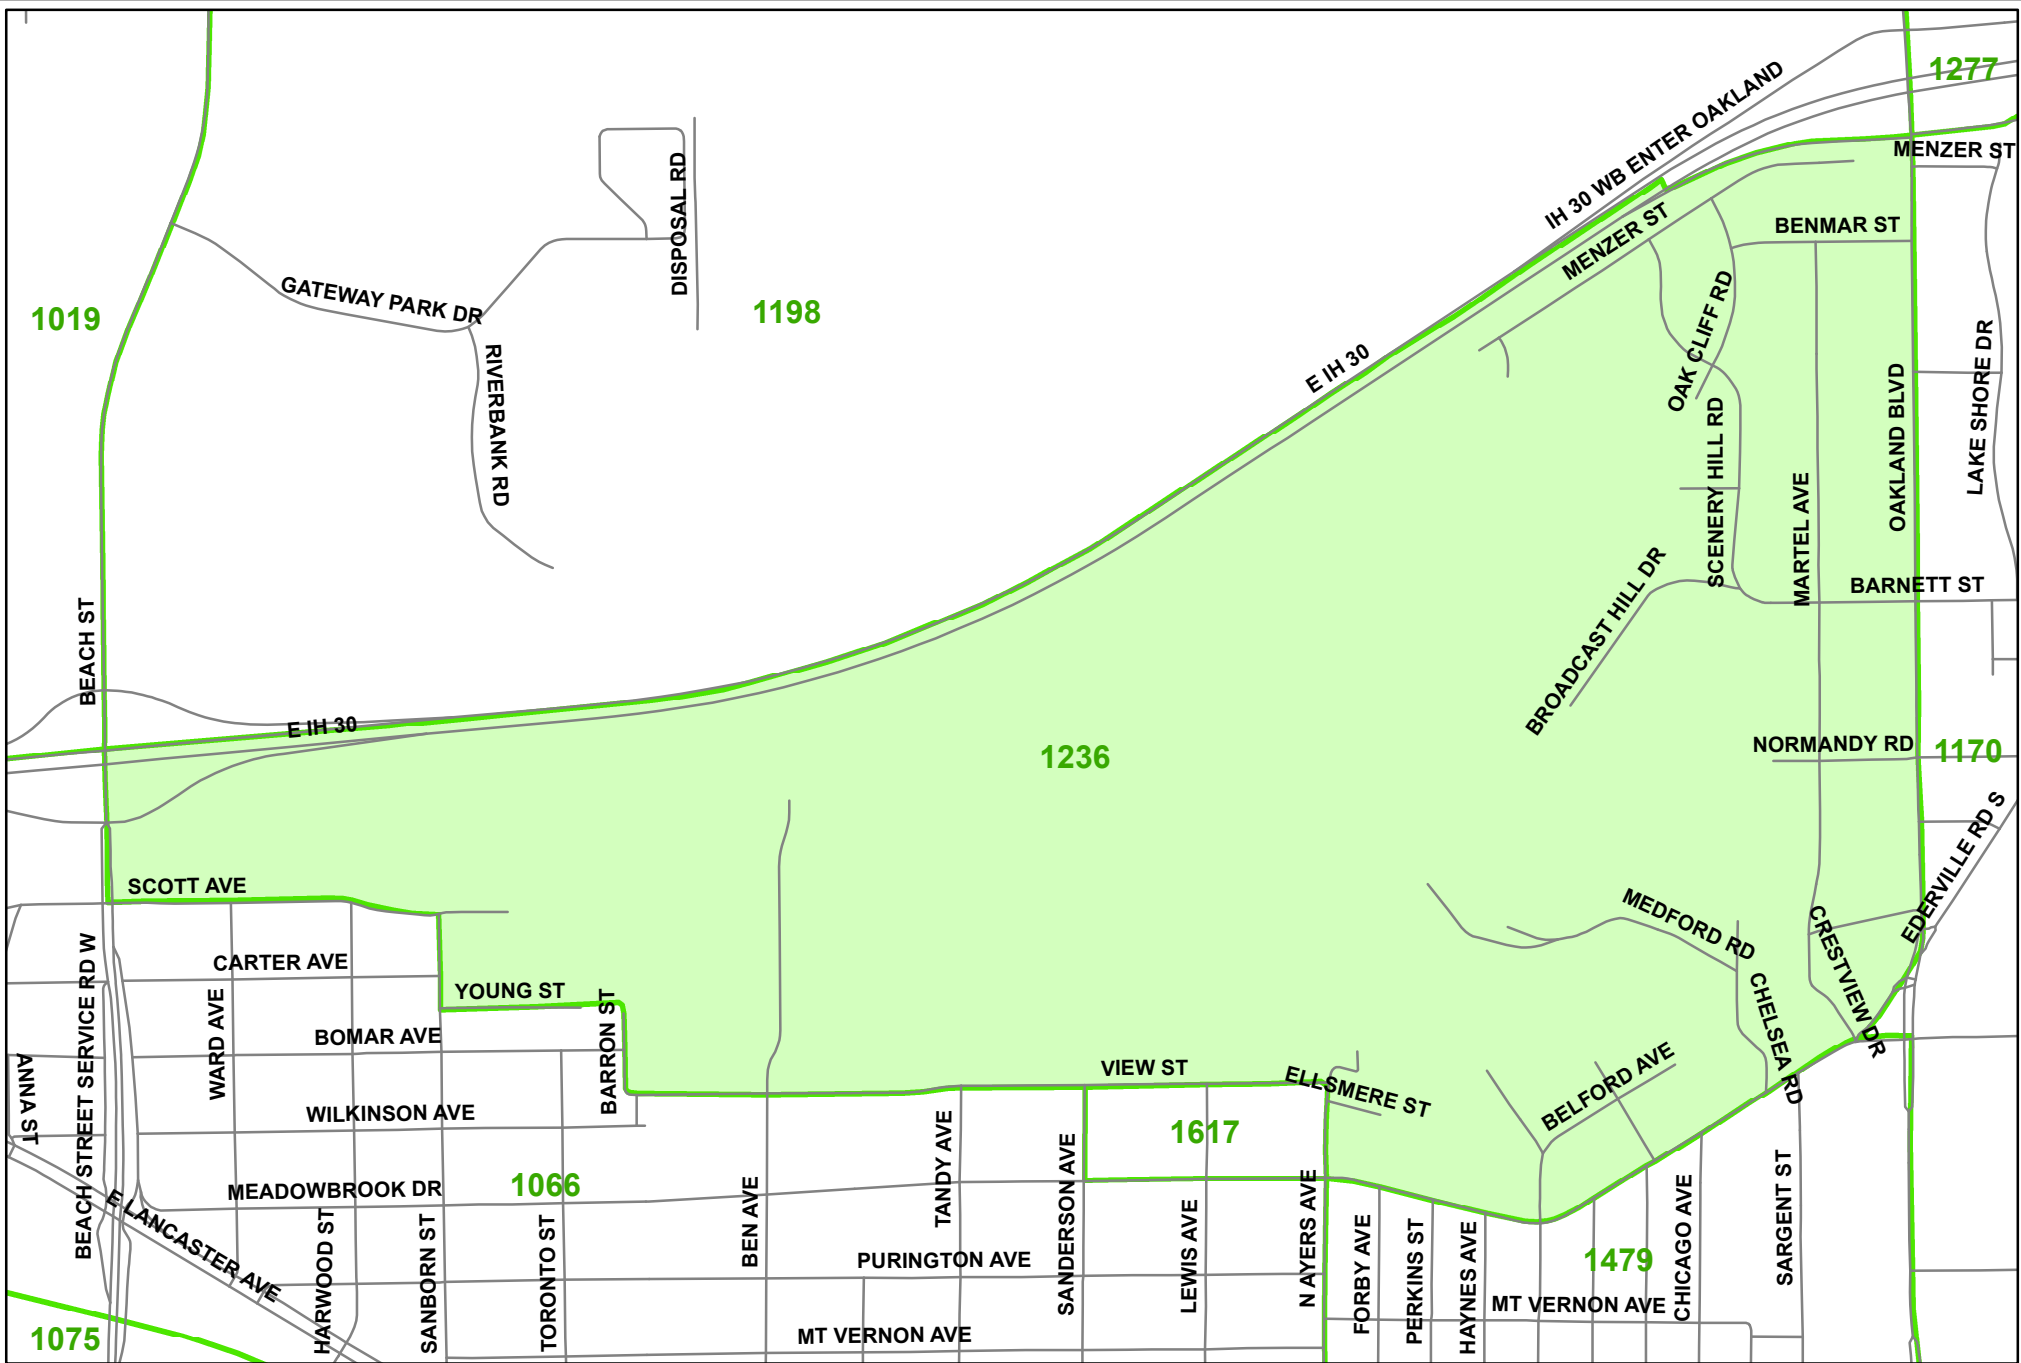 1277
IH 30 WB ENTER OAKLAND
MENZER ST
DISPOSAL RD
MENZER ST
BENMAR ST
GATEWAY PARK DR
1019
1198
OAK CLIFF RD
E IH 30
RIVERBANK RD
LAKE SHORE DR
OAKLAND BLVD
SCENERY HILL RD
MARTEL AVE
BARNETT ST
BROADCAST HILL DR
BEACH ST
E IH 30
1236
NORMANDY RD
1170
EDERVILLE RD S
SCOTT AVE
MEDFORD RD
CRESTVIEW DR
CARTER AVE
YOUNG ST
BEACH STREET SERVICE RD W
WARD AVE
BOMAR AVE
BARRON ST
CHELSEA RD
VIEW ST
ELLSMERE ST
BELFORD AVE
ANNA ST
WILKINSON AVE
1617
TANDY AVE
SANDERSON AVE
MEADOWBROOK DR
1066
E LANCASTER AVE
HARWOOD ST
SANBORN ST
TORONTO ST
BEN AVE
LEWIS AVE
N AYERS AVE
FORBY AVE
PERKINS ST
HAYNES AVE
CHICAGO AVE
SARGENT ST
PURINGTON AVE
1479
MT VERNON AVE
MT VERNON AVE
1075